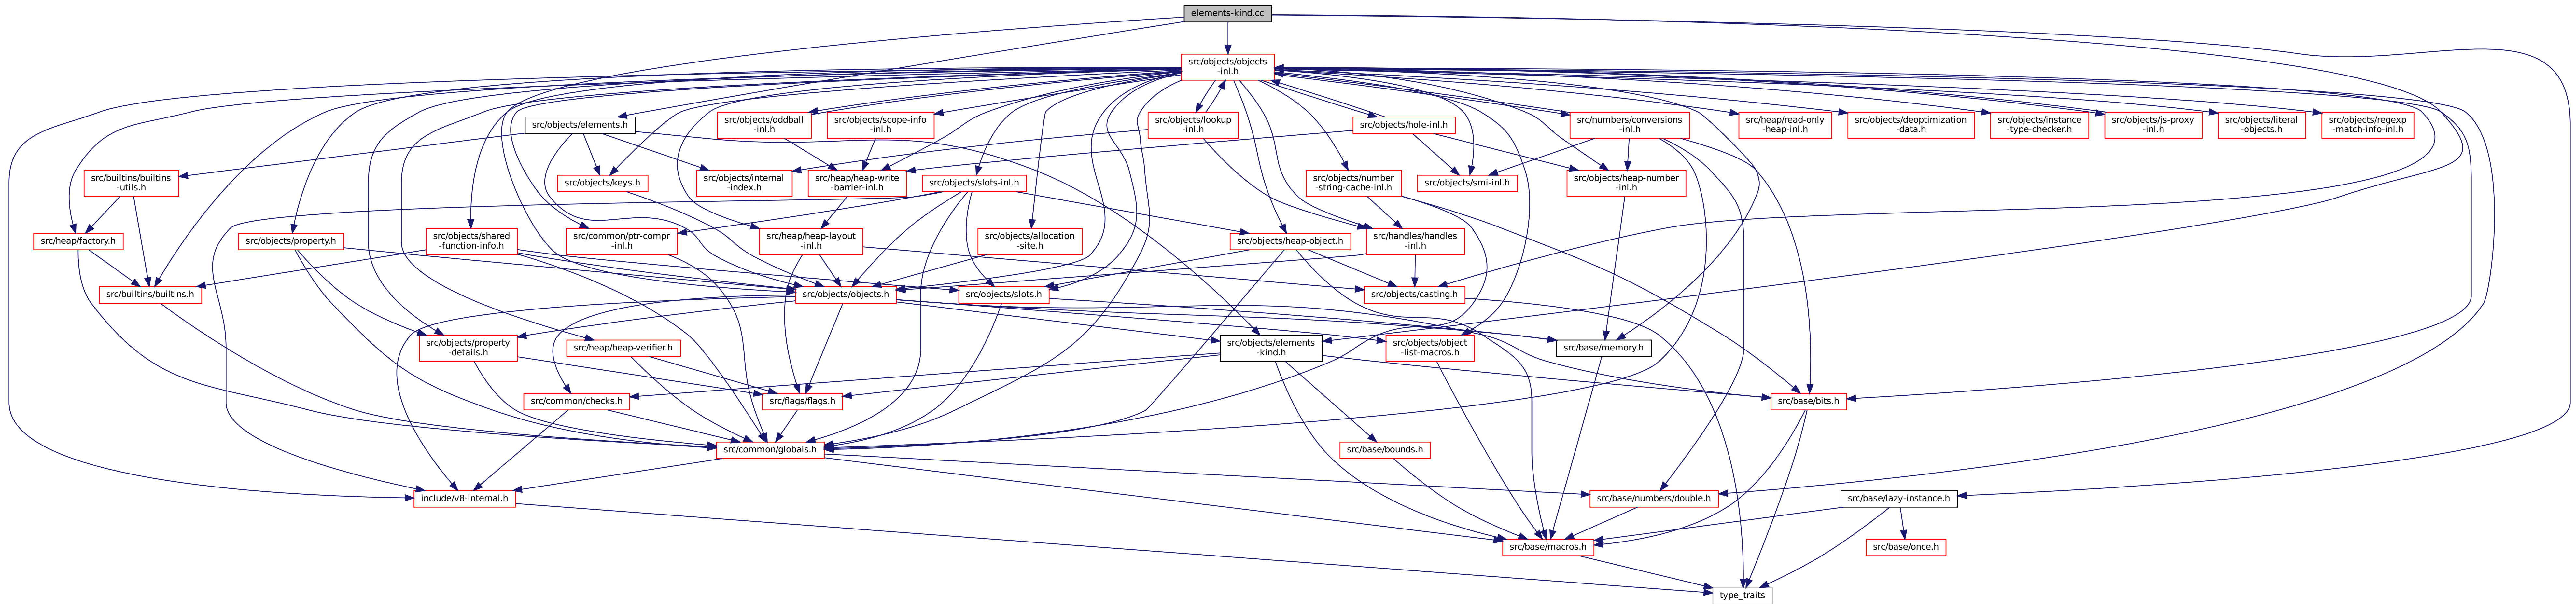 elements-kind.cc
src/objects/objects
-inl.h
src/objects/elements.h
src/objects/oddball
-inl.h
src/objects/scope-info
-inl.h
src/objects/lookup
-inl.h
src/objects/hole-inl.h
src/numbers/conversions
-inl.h
src/heap/read-only
-heap-inl.h
src/objects/deoptimization
-data.h
src/objects/instance
-type-checker.h
src/objects/js-proxy
-inl.h
src/objects/literal
-objects.h
src/objects/regexp
-match-info-inl.h
src/builtins/builtins
-utils.h
src/objects/keys.h
src/objects/internal
-index.h
src/heap/heap-write
-barrier-inl.h
src/objects/slots-inl.h
src/objects/number
-string-cache-inl.h
src/objects/smi-inl.h
src/objects/heap-number
-inl.h
src/heap/factory.h
src/objects/property.h
src/objects/shared
-function-info.h
src/common/ptr-compr
-inl.h
src/heap/heap-layout
-inl.h
src/objects/allocation
-site.h
src/objects/heap-object.h
src/handles/handles
-inl.h
src/builtins/builtins.h
src/objects/objects.h
src/objects/slots.h
src/objects/casting.h
src/objects/property
-details.h
src/heap/heap-verifier.h
src/objects/elements
-kind.h
src/objects/object
-list-macros.h
src/base/memory.h
src/common/checks.h
src/flags/flags.h
src/base/bits.h
src/common/globals.h
src/base/bounds.h
include/v8-internal.h
src/base/numbers/double.h
src/base/lazy-instance.h
src/base/macros.h
src/base/once.h
type_traits